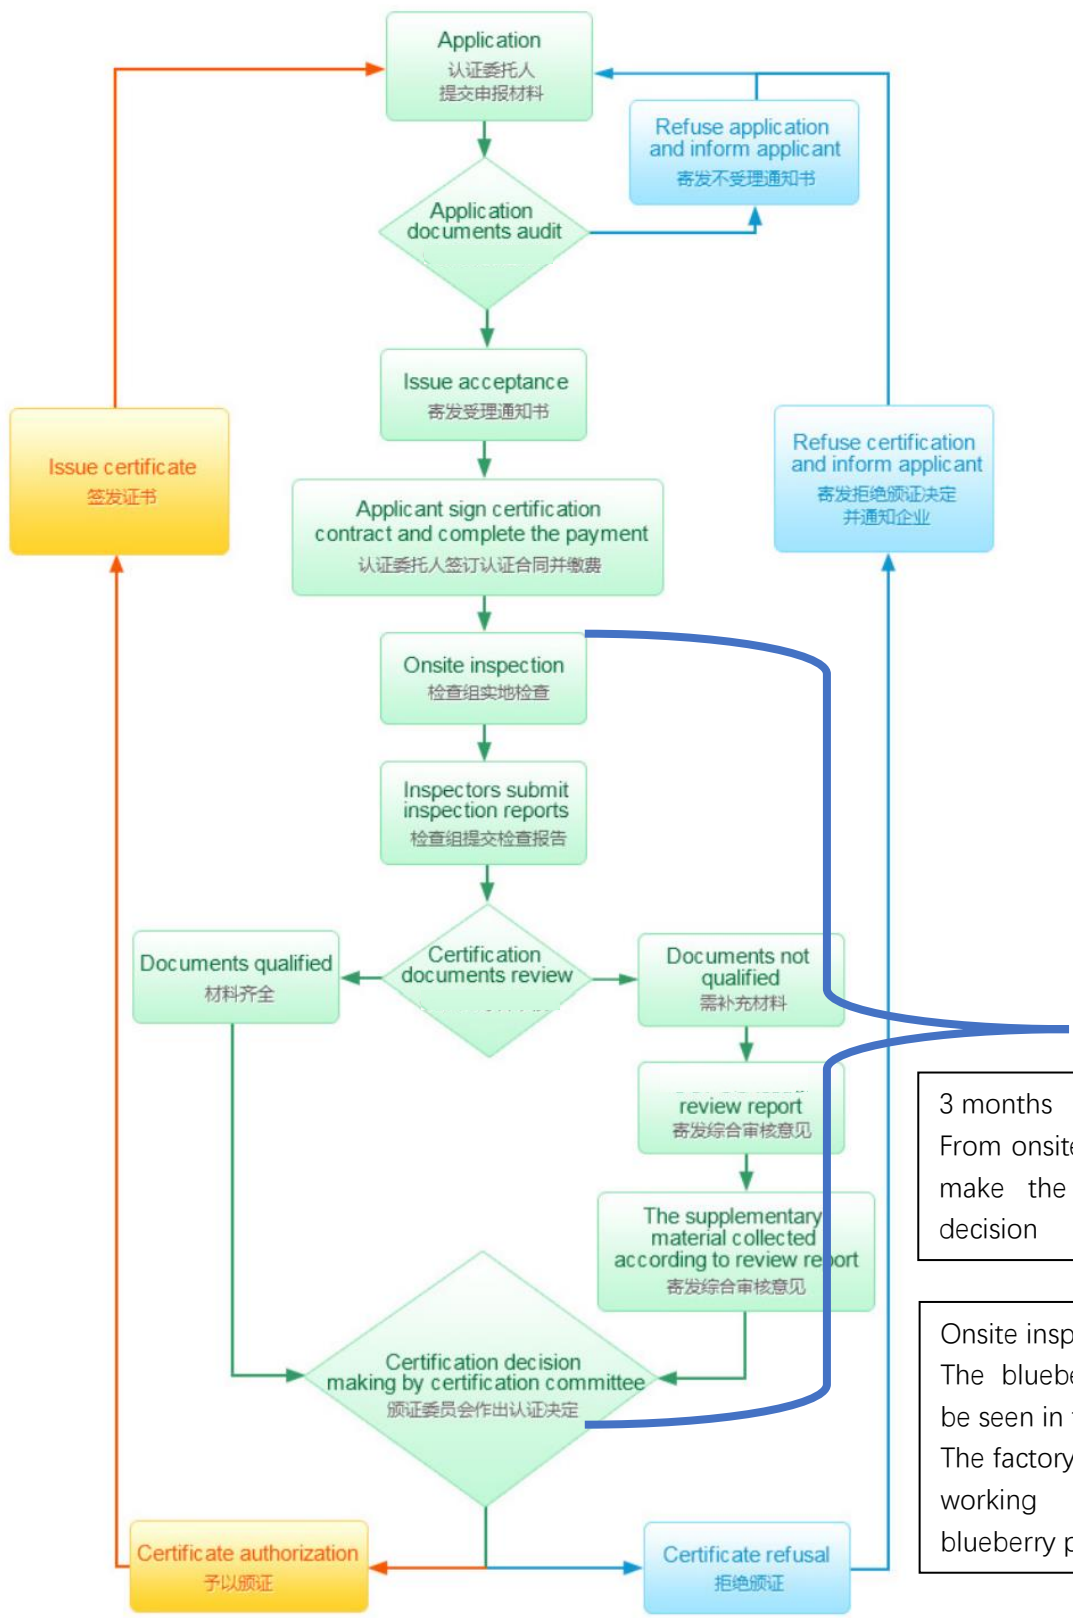 Application
认证委托人
提交申报材料
Refuse application
and inform applicant
寄发不受理通知书
Application
documents audit
Issue acceptance
寄发受理通知书
Issue certificate
签发证书
Refuse certification
and inform applicant
寄发拒绝颁证决定
并通知企业
Applicant sign certification
contract and complete the payment
认证委托人签订认证合同并缴费
Onsite inspection
检查组实地检查
Inspectors submit
inspection reports
检查组提交检查报告
Certification
documents review
Documents qualified
材料齐全
Documents not
qualified
需补充材料
review report
寄发综合审核意见
The supplementary
material collected
according to review report
寄发综合审核意见
Certification decision
making by certification committee
颁证委员会作出认证决定
Certificate authorization
予以颁证
Certificate refusal
拒绝颁证
3 months
From onsite
make the
decision
Onsite insp
The bluebe
be seen in
The factory
working
blueberry p